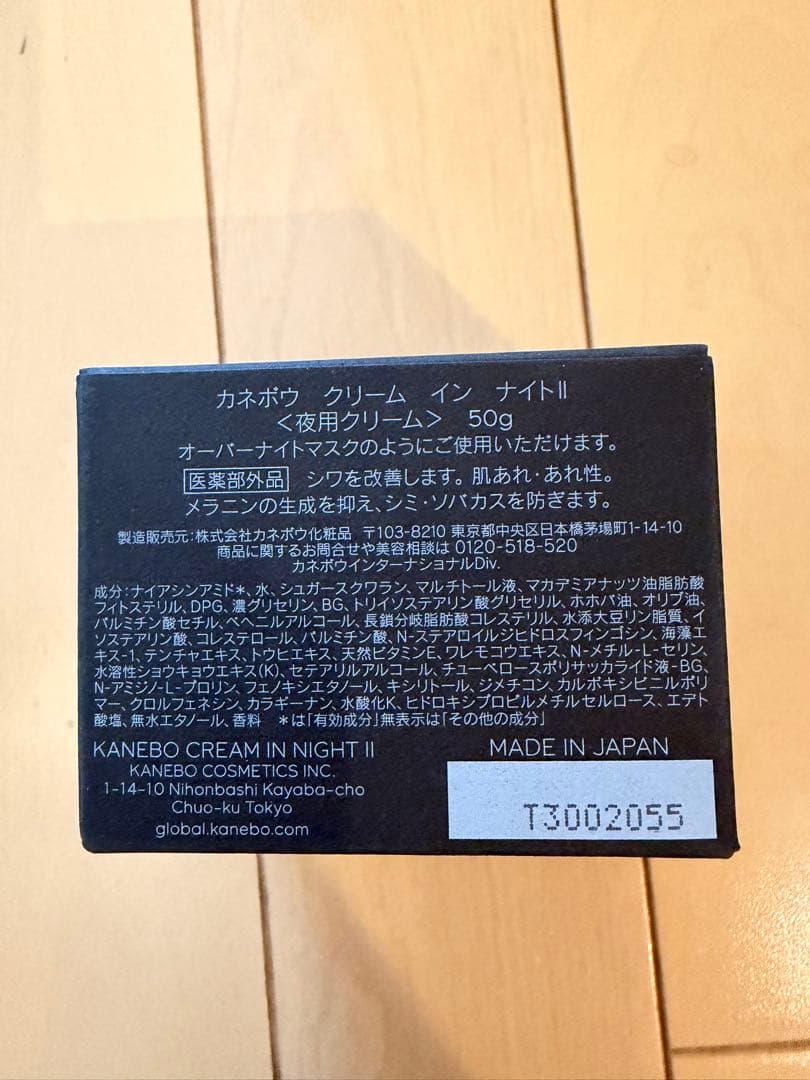 カネボウ クリーム イン ナイトⅡ
＜夜用クリーム＞ 50g
オーバーナイトマスクのようにご使用いただけます。
医薬部外品 シワを改善します。肌あれ・あれ性。
メラニンの生成を抑え、シミ・ソバカスを防ぎます。
製造販売元:株式会社カネボウ化粧品 〒103-8210 東京都中央区日本橋茅場町1-14-10
商品に関するお問合せや美容相談は 0120-518-520
カネボウインターナショナルDiv.
成分:ナイアシンアミド*、水、シュガースクワラン、マルチトール液、マカデミアナッツ油脂肪酸
フィトステリル、DPG、濃グリセリン、BG、トリイソステアリン酸グリセリル、ホホバ油、オリブ油、
パルミチン酸セチル、ベヘニルアルコール、長鎖分岐脂肪酸コレステリル、水添大豆リン脂質、イ
ソステアリン酸、コレステロール、パルミチン酸、N-ステアロイルジヒドロスフィンゴシン、海藻エ
キス-1、テンチャエキス、トウヒエキス、天然ビタミンE、ワレモコウエキス、N-メチル-L-セリン、
水溶性ショウキョウエキス(K)、セテアリルアルコール、チューベロースポリサッカライド液-BG、
N-アミジノ-L-プロリン、フェノキシエタノール、キシリトール、ジメチコン、カルボキシビニルポリ
マー、クロルフェネシン、カラギーナン、水酸化K、ヒドロキシプロピルメチルセルロース、エデト
酸塩、無水エタノール、香料 *は「有効成分」無表示は「その他の成分」
KANEBO CREAM IN NIGHT II
KANEBO COSMETICS INC.
1-14-10 Nihonbashi Kayaba-cho
Chuo-ku Tokyo
global.kanebo.com
MADE IN JAPAN
T3002055